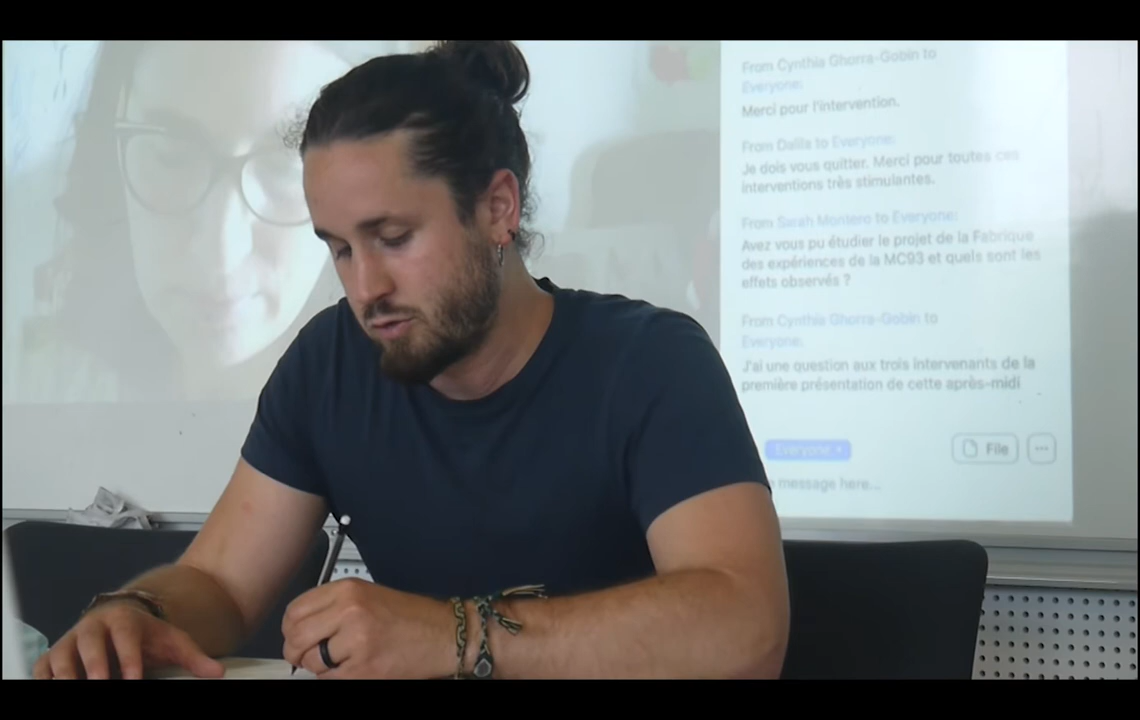 From Cynthia Ghorra-Gobin to
Everyone:
Merci pour l'intervention.
From Dalila to Everyone:
Je dois vous quitter. Merci pour toutes ces
interventions très stimulantes.
From Sarah Montero to Everyone:
Avez vous pu étudier le projet de la Fabrique
des expériences de la MC93 et quels sont les
effets observés ?
From Cynthia Ghorra-Gobin to
Everyone:
J'ai une question aux trois intervenants de la
première présentation de cette après-midi
Everyone File
message here...